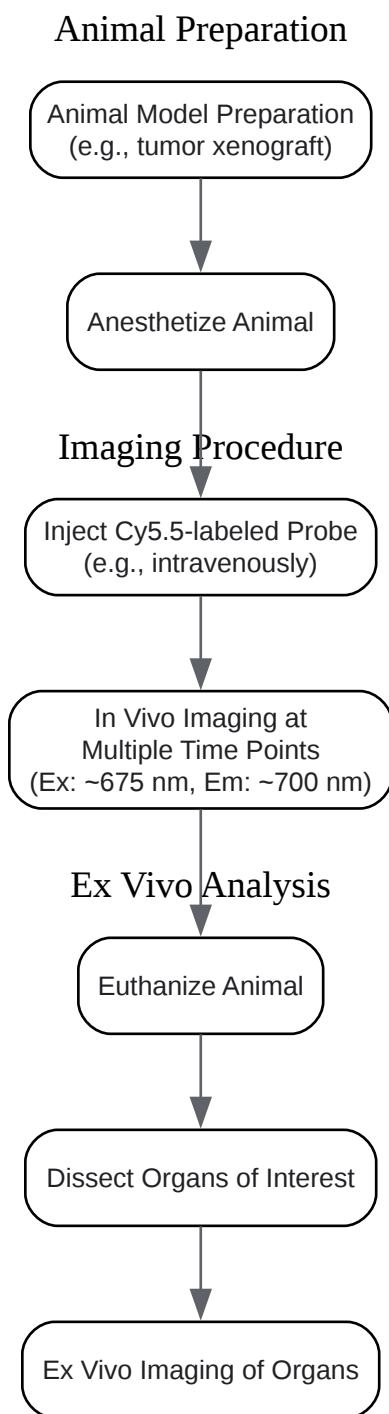 Animal Preparation
Animal Model Preparation
(e.g., tumor xenograft)
Anesthetize Animal
Imaging Procedure
Inject Cy5.5-labeled Probe
(e.g., intravenously)
In Vivo Imaging at
Multiple Time Points
(Ex: ~675 nm, Em: ~700 nm)
Ex Vivo Analysis
Euthanize Animal
Dissect Organs of Interest
Ex Vivo Imaging of Organs